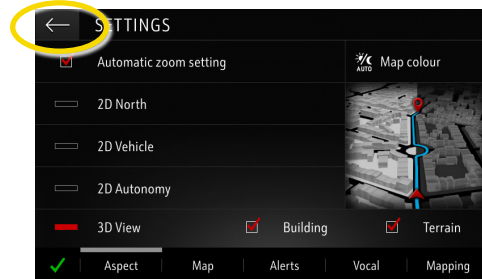 SETTINGS
Automatic zoom setting
AUTO
Map colour
2D North
2D Vehicle
2D Autonomy
3D View
Building
Terrain
Aspect
Map
Alerts
Vocal
Mapping